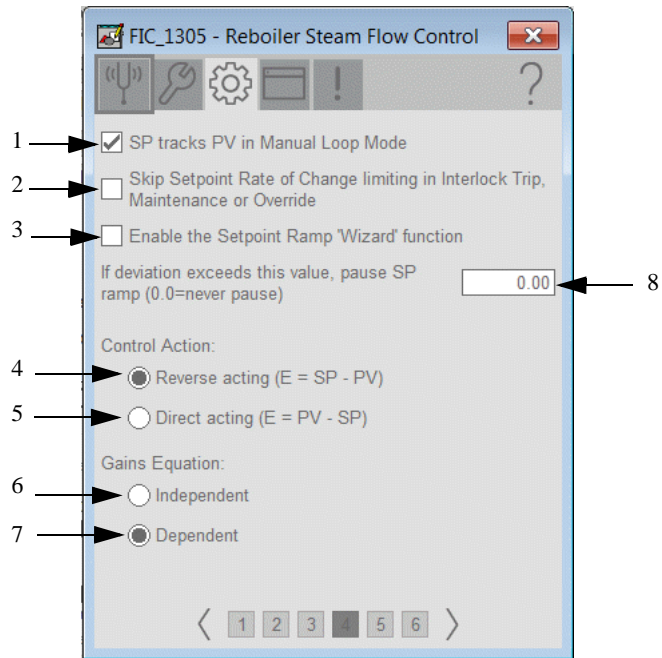 FIC_1305 - Reboiler Steam Flow Control
?
1
SP tracks PV in Manual Loop Mode
2
Skip Setpoint Rate of Change limiting in Interlock Trip,
Maintenance or Override
3
Enable the Setpoint Ramp 'Wizard' function
If deviation exceeds this value, pause SP
ramp (0.0=never pause)
0.00
8
Control Action:
4
Reverse acting (E = SP - PV)
5
Direct acting (E = PV - SP)
Gains Equation:
6
Independent
7
Dependent
1 2 3 4 5 6